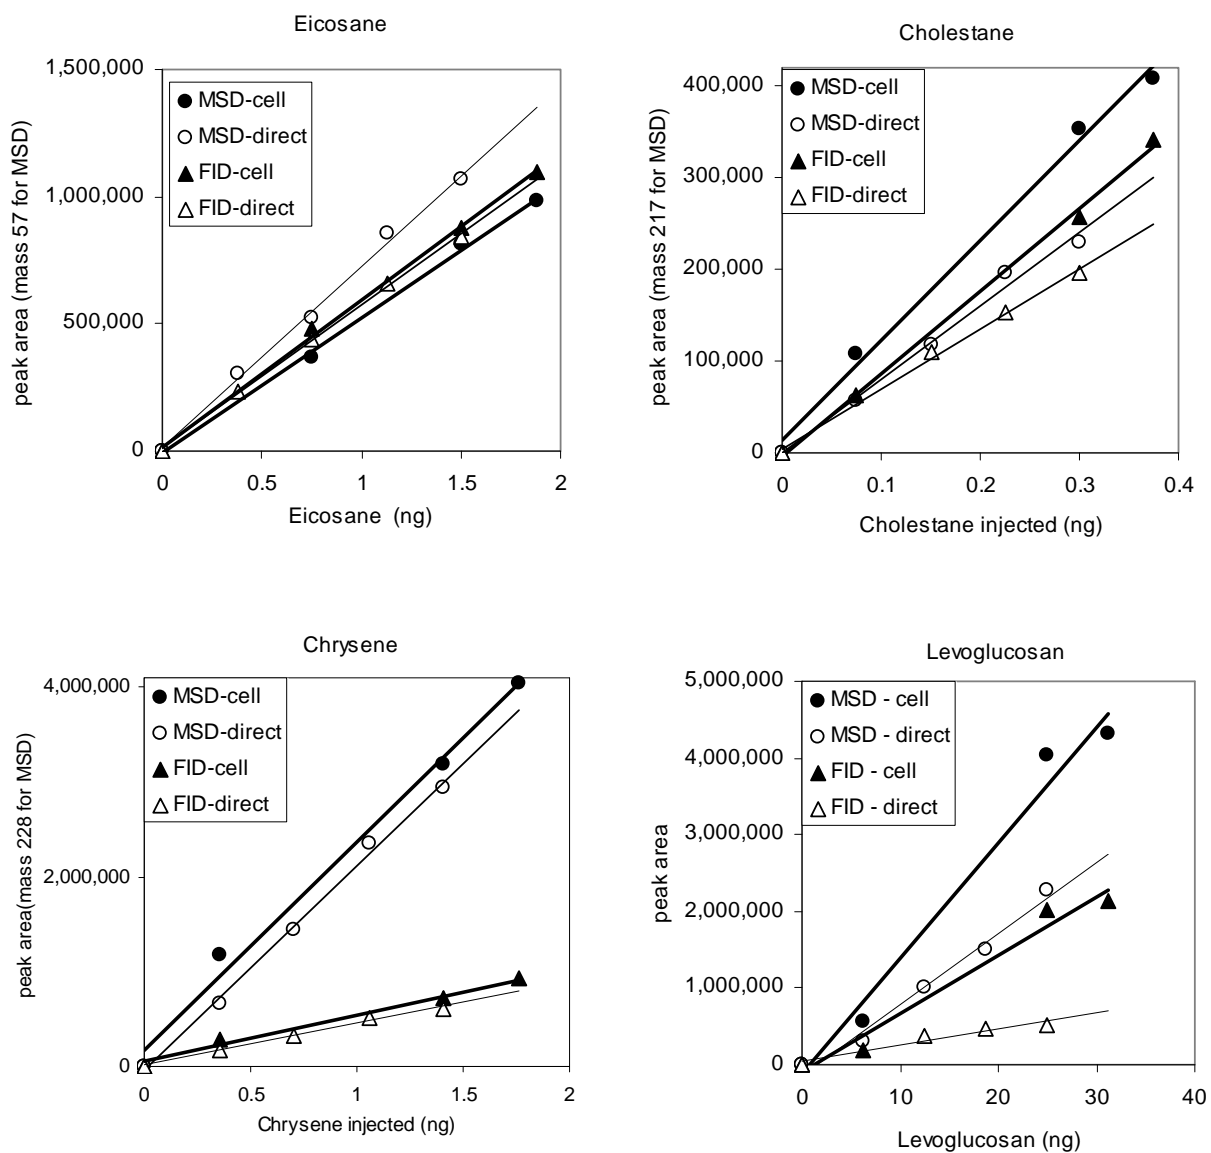 Eicosane
1,500,000
1,000,000
500,000
0
peak area (mass 57 for MSD)
MSD-cell
MSD-direct
FID-cell
FID-direct
0 0.5 1 1.5 2
Eicosane (ng)
Cholestane
400,000
300,000
200,000
100,000
0
peak area (mass 217 for MSD)
MSD-cell
MSD-direct
FID-cell
FID-direct
0 0.1 0.2 0.3 0.4
Cholestane injected (ng)
Chrysene
4,000,000
2,000,000
0
peak area(mass 228 for MSD)
MSD-cell
MSD-direct
FID-cell
FID-direct
0 0.5 1 1.5 2
Chrysene injected (ng)
Levoglucosan
5,000,000
4,000,000
3,000,000
2,000,000
1,000,000
0
peak area
MSD - cell
MSD - direct
FID - cell
FID - direct
0 10 20 30 40
Levoglucosan (ng)